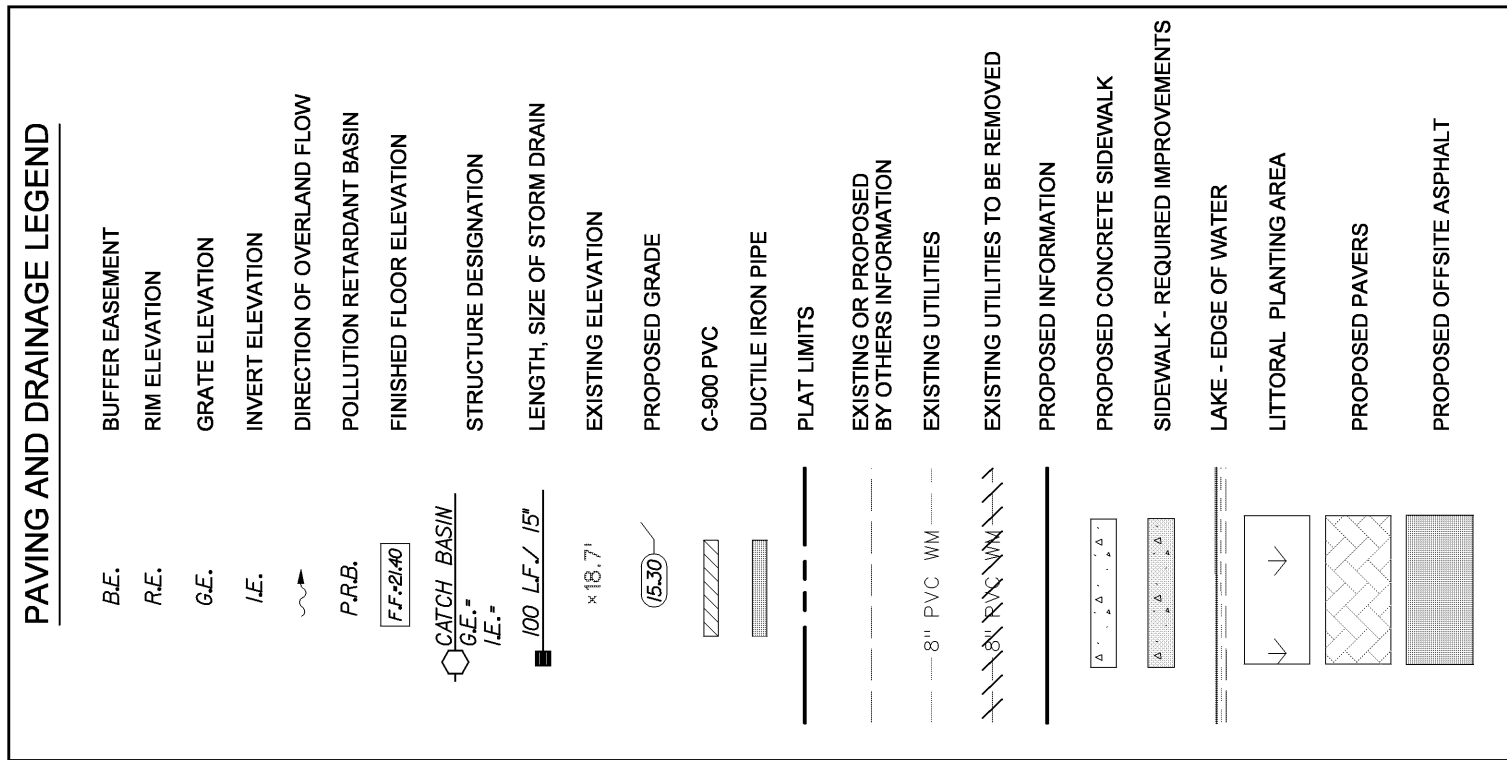 PAVING AND DRAINAGE LEGEND
B.E. BUFFER EASEMENT
R.E. RIM ELEVATION
G.E. GRATE ELEVATION
I.E. INVERT ELEVATION
DIRECTION OF OVERLAND FLOW
P.R.B. POLLUTION RETARDANT BASIN
F.F.=21.40 FINISHED FLOOR ELEVATION
CATCH BASIN
G.E.=
I.E.=
STRUCTURE DESIGNATION
100 L.F./ 15" LENGTH, SIZE OF STORM DRAIN
×18.7' EXISTING ELEVATION
15.30 PROPOSED GRADE
C-900 PVC
DUCTILE IRON PIPE
PLAT LIMITS
EXISTING OR PROPOSED
BY OTHERS INFORMATION
8" PVC WM EXISTING UTILITIES
8" PVC WM EXISTING UTILITIES TO BE REMOVED
PROPOSED INFORMATION
PROPOSED CONCRETE SIDEWALK
SIDEWALK - REQUIRED IMPROVEMENTS
LAKE - EDGE OF WATER
LITTORAL PLANTING AREA
PROPOSED PAVERS
PROPOSED OFFSITE ASPHALT